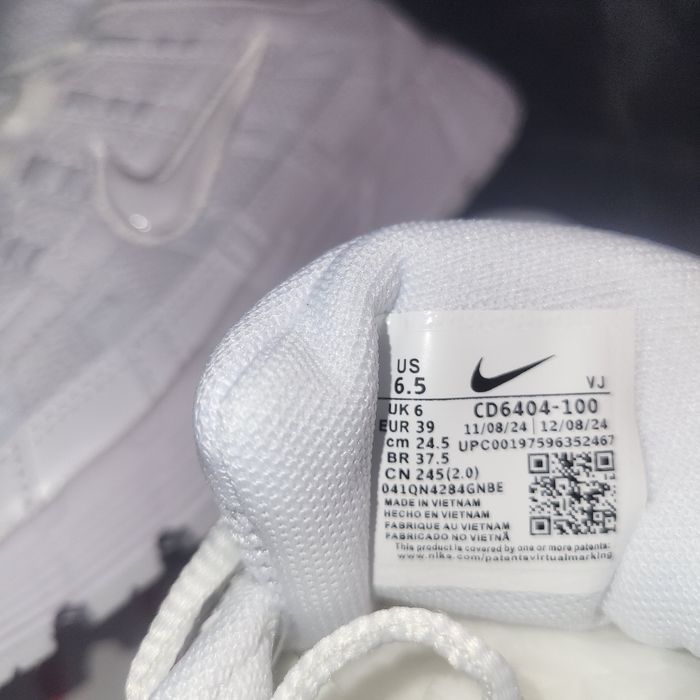 US
6.5
VJ
UK 6
CD6404-100
EUR 39
11/08/24 | 12/08/24
cm 24.5
UPC00197596352467
BR 37.5
CN 245(2.0)
041QN4284GNBE
MADE IN VIETNAM
HECHO EN VIETNAM
FABRIQUE AU VIETNAM
FABRICADO NO VIETNÃ
This product is covered by one or more patents:
www.nike.com/patentsvirtualmarking